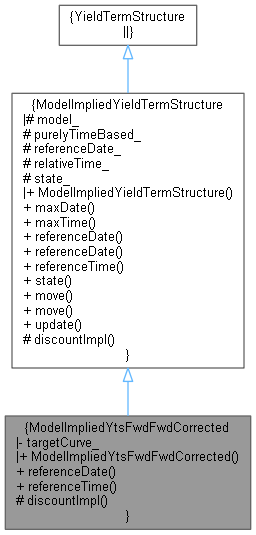 {YieldTermStructure
||}
{ModelImpliedYieldTermStructure
|# model_
# purelyTimeBased_
# referenceDate_
# relativeTime_
# state_
|+ ModelImpliedYieldTermStructure()
+ maxDate()
+ maxTime()
+ referenceDate()
+ referenceDate()
+ referenceTime()
+ state()
+ move()
+ move()
+ update()
# discountImpl()
}
{ModelImpliedYtsFwdFwdCorrected
|- targetCurve_
|+ ModelImpliedYtsFwdFwdCorrected()
+ referenceDate()
+ referenceTime()
# discountImpl()
}